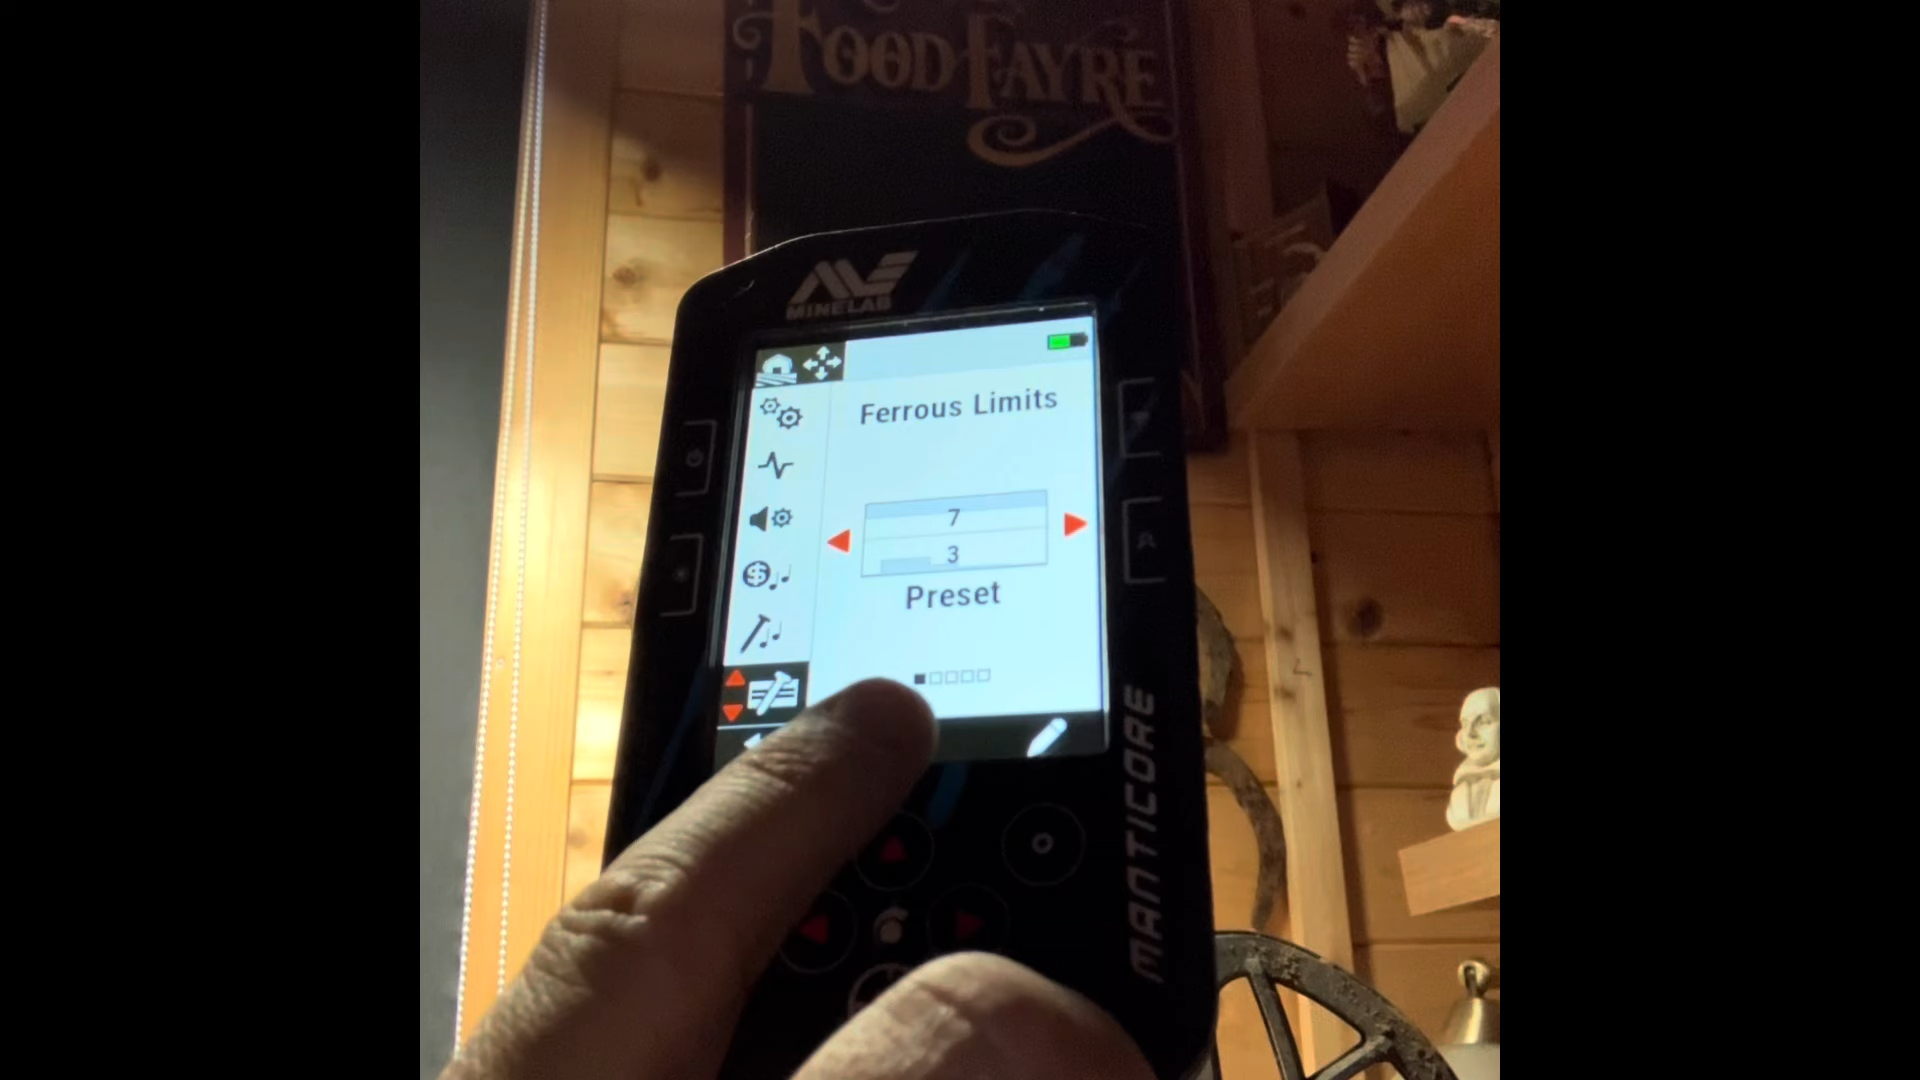 FOOD FAYRE
MINELAB
Ferrous Limits
7
3
Preset
MANTICORE